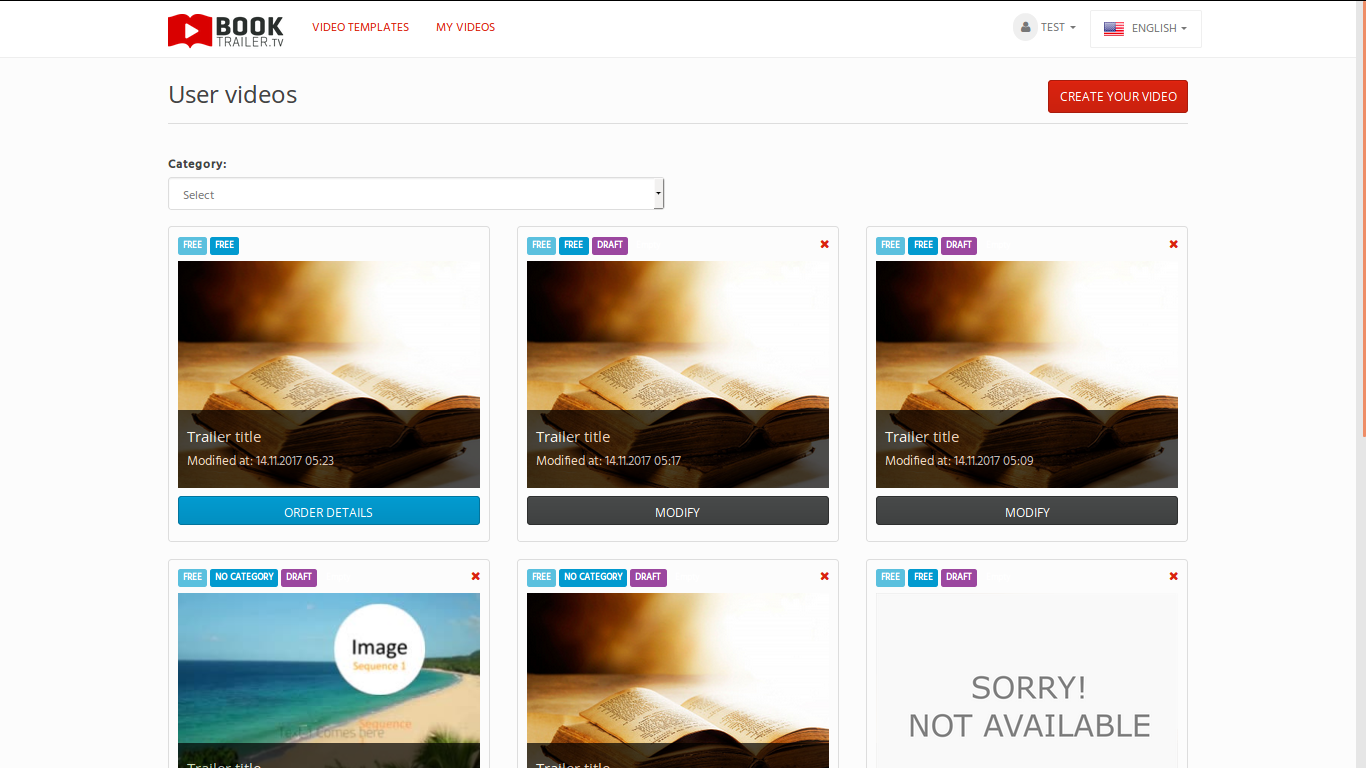 BOOK
TRAILER.TV
VIDEO TEMPLATES
MY VIDEOS
TEST
ENGLISH
User videos
CREATE YOUR VIDEO
Category:
Select
FREE FREE
FREE FREE DRAFT
FREE FREE DRAFT
Trailer title
Modified at: 14.11.2017 05:23
Trailer title
Modified at: 14.11.2017 05:17
Trailer title
Modified at: 14.11.2017 05:09
ORDER DETAILS
MODIFY
MODIFY
FREE NO CATEGORY DRAFT
FREE NO CATEGORY DRAFT
FREE FREE DRAFT
Image
Sequence 1
Sequence
Comes here
Trailer title
Trailer title
SORRY!
NOT AVAILABLE